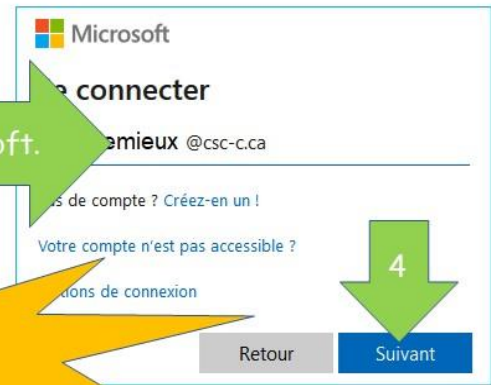 Microsoft
connecter
oft.
emieux @csc-c.ca
de compte ? Créez-en un !
Votre compte n'est pas accessible ?
4
de connexion
Retour
Suivant